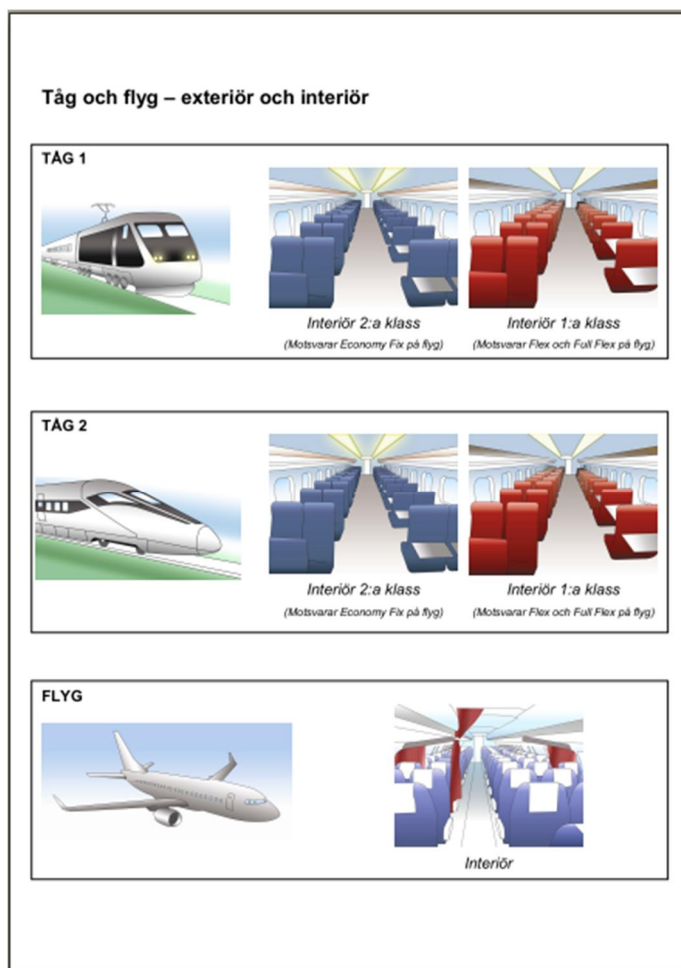 Tåg och flyg – exteriör och interiör
TÅG 1
Interiör 2:a klass
(Motsvarar Economy Fix på flyg)
Interiör 1:a klass
(Motsvarar Flex och Full Flex på flyg)
TÅG 2
Interiör 2:a klass
(Motsvarar Economy Fix på flyg)
Interiör 1:a klass
(Motsvarar Flex och Full Flex på flyg)
FLYG
Interiör